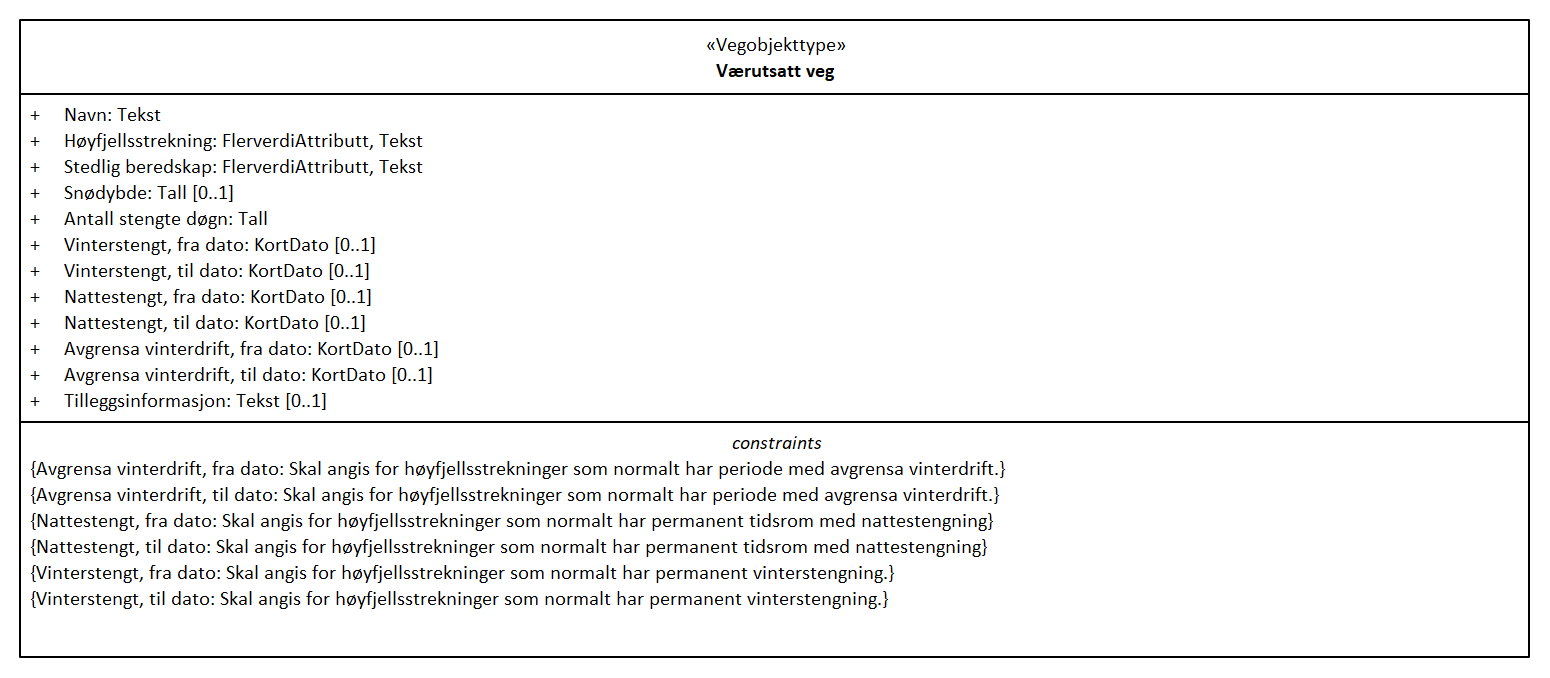 «Vegobjekttype»
Værutsatt veg
+ Navn: Tekst
+ Høyfjellsstrekning: FlerverdiAttributt, Tekst
+ Stedlig beredskap: FlerverdiAttributt, Tekst
+ Snødybde: Tall [0..1]
+ Antall stengte døgn: Tall
+ Vinterstengt, fra dato: KortDato [0..1]
+ Vinterstengt, til dato: KortDato [0..1]
+ Nattestengt, fra dato: KortDato [0..1]
+ Nattestengt, til dato: KortDato [0..1]
+ Avgrensa vinterdrift, fra dato: KortDato [0..1]
+ Avgrensa vinterdrift, til dato: KortDato [0..1]
+ Tilleggsinformasjon: Tekst [0..1]
constraints
{Avgrensa vinterdrift, fra dato: Skal angis for høyfjellsstrekninger som normalt har periode med avgrensa vinterdrift.}
{Avgrensa vinterdrift, til dato: Skal angis for høyfjellsstrekninger som normalt har periode med avgrensa vinterdrift.}
{Nattestengt, fra dato: Skal angis for høyfjellsstrekninger som normalt har permanent tidsrom med nattestengning}
{Nattestengt, til dato: Skal angis for høyfjellsstrekninger som normalt har permanent tidsrom med nattestengning}
{Vinterstengt, fra dato: Skal angis for høyfjellsstrekninger som normalt har permanent vinterstengning.}
{Vinterstengt, til dato: Skal angis for høyfjellsstrekninger som normalt har permanent vinterstengning.}